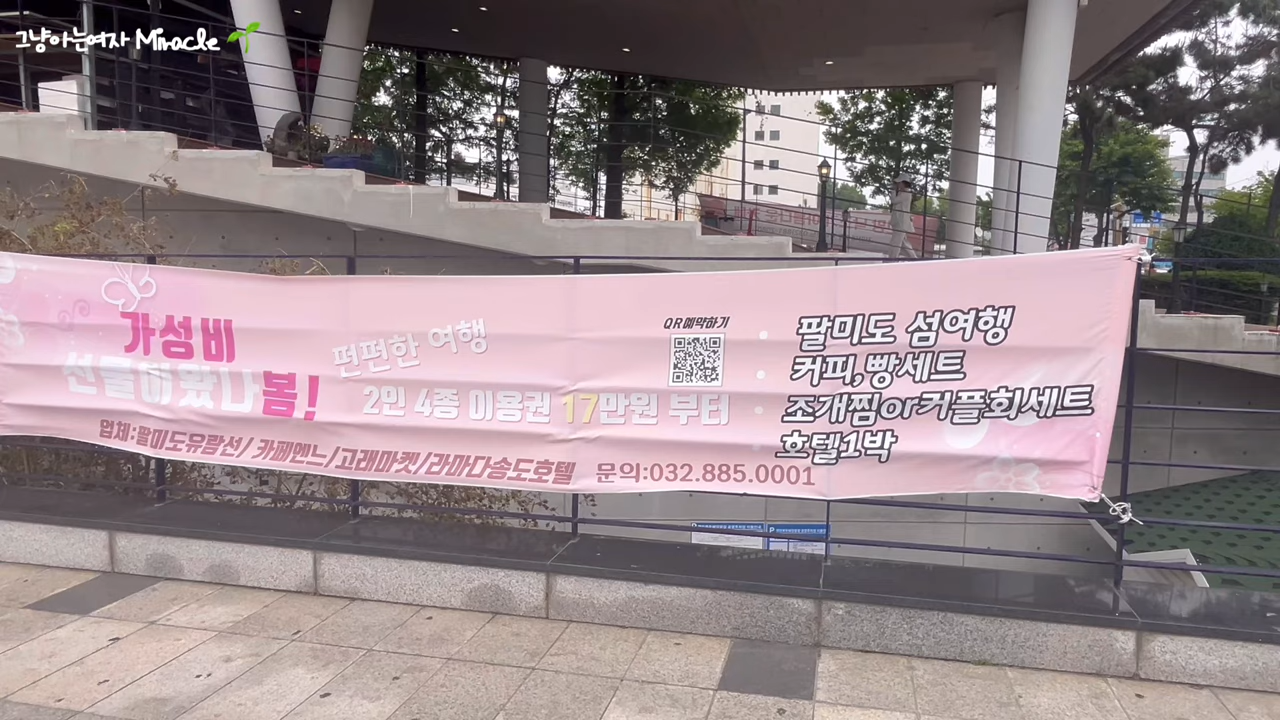 그냥아는여자 Miracle
가성비
선물이 왔나봄!
펀펀한 여행
2인 4종 이용권 17만원 부터
업체:팔미도유람선/ 카페앤느/고래마켓/라마다송도호텔
문의:032.885.0001
QR예약하기
팔미도 섬여행
커피,빵세트
조개찜or커플회세트
호텔1박